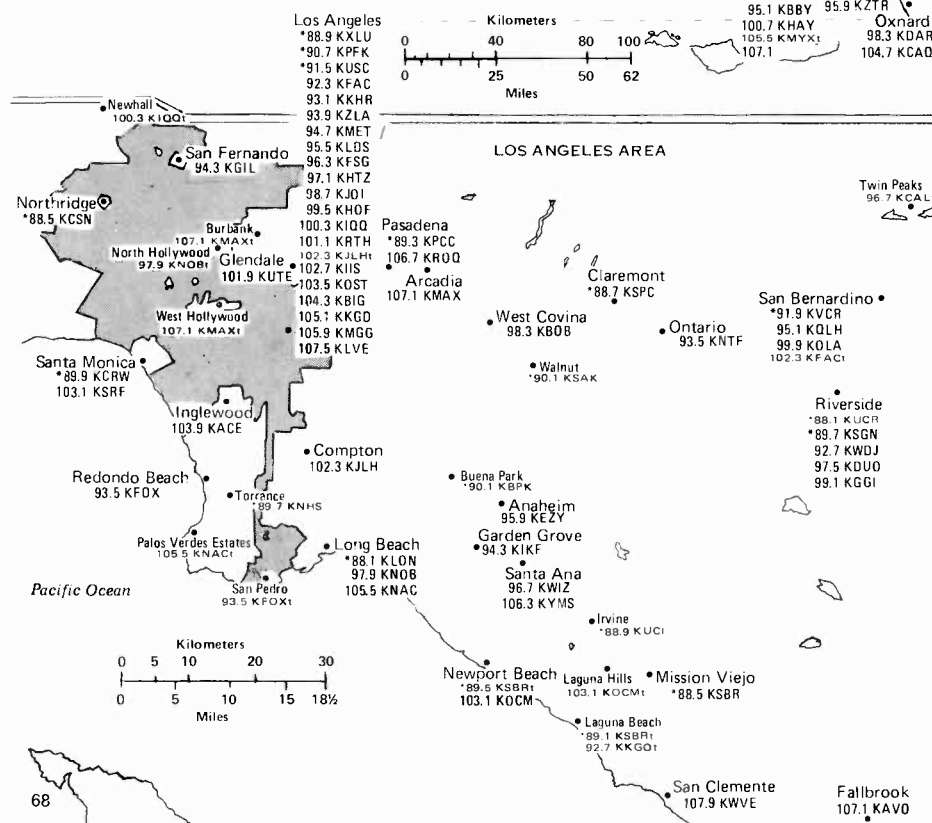 95.1 KBBY
100.7 KHAY
105.5 KMYXt
107.1
95.9 KZTR
Oxnard
98.3 KDAR
104.7 KCAQ
Kilometers
0 40 80 100
0 25 50 62
Miles
LOS ANGELES AREA
Los Angeles
*88.9 KXLU
*90.7 KPFK
*91.5 KUSC
92.3 KFAC
93.1 KKHR
93.9 KZLA
94.7 KMET
95.5 KLOS
96.3 KFSG
97.1 KHTZ
98.7 KJOI
99.5 KHOF
100.3 KIQQ
101.1 KRTH
102.3 KJLHt
102.7 KIIS
103.5 KOST
104.3 KBIG
105.1 KKGO
105.9 KMGG
107.5 KLVE
Newhall
100.3 KIQQt
San Fernando
94.3 KGIL
Northridge
*88.5 KCSN
Burbank
107.1 KMAXt
North Hollywood
97.9 KNOBt
Glendale
101.9 KUTE
West Hollywood
107.1 KMAXt
Pasadena
*89.3 KPCC
106.7 KROQ
Arcadia
107.1 KMAX
Twin Peaks
96.7 KCAL
Claremont
*88.7 KSPC
West Covina
98.3 KBOB
Ontario
93.5 KNTF
San Bernardino
*91.9 KVCR
95.1 KQLH
99.9 KOLA
102.3 KFACt
Walnut
*90.1 KSAK
Santa Monica
*89.9 KCRW
103.1 KSRF
Inglewood
103.9 KACE
Riverside
*88.1 KUCR
*89.7 KSGN
92.7 KWDJ
97.5 KDUO
99.1 KGGI
Compton
102.3 KJLH
Redondo Beach
93.5 KFOX
Torrance
*89.7 KNHS
Buena Park
*90.1 KBPK
Anaheim
95.9 KEZY
Garden Grove
94.3 KIKF
Palos Verdes Estates
105.5 KNACt
Long Beach
*88.1 KLON
97.9 KNOB
105.5 KNAC
Santa Ana
96.7 KWIZ
106.3 KYMS
San Pedro
93.5 KFOXt
Pacific Ocean
Irvine
*88.9 KUCI
Kilometers
0 5 10 20 30
0 5 10 15 18½
Miles
Newport Beach
*89.5 KSBRt
103.1 KOCM
Laguna Hills
103.1 KOCMt
Mission Viejo
*88.5 KSBR
Laguna Beach
*89.1 KSBRt
92.7 KKGOt
San Clemente
107.9 KWVE
Fallbrook
107.1 KAVO
68